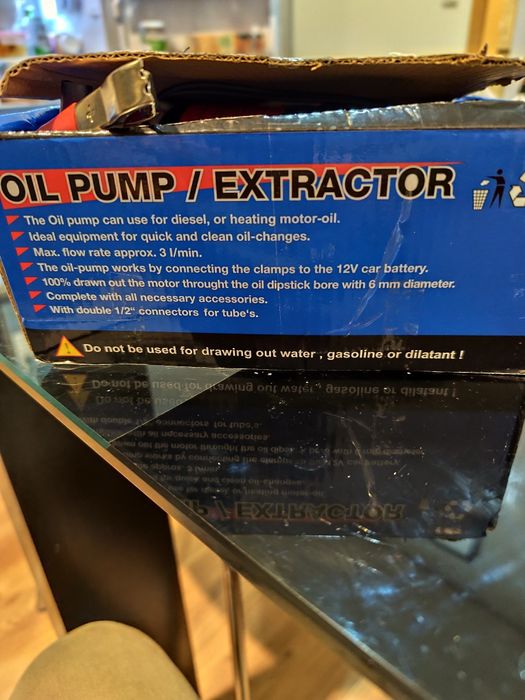 OIL PUMP / EXTRACTOR
The Oil pump can use for diesel, or heating motor-oil.
Ideal equipment for quick and clean oil-changes.
Max. flow rate approx. 3 l/min.
The oil-pump works by connecting the clamps to the 12V car battery.
100% drawn out the motor throught the oil dipstick bore with 6 mm diameter.
Complete with all necessary accessories.
With double 1/2" connectors for tube's.
Do not be used for drawing out water , gasoline or dilatant !